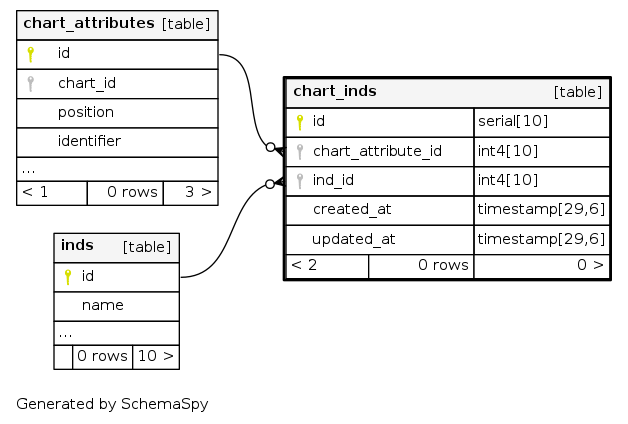 chart_attributes [table]
id
chart_id
position
identifier
...
< 1 0 rows 3 >
chart_inds [table]
id serial[10]
chart_attribute_id int4[10]
ind_id int4[10]
created_at timestamp[29,6]
updated_at timestamp[29,6]
< 2 0 rows 0 >
inds [table]
id
name
...
0 rows 10 >
Generated by SchemaSpy